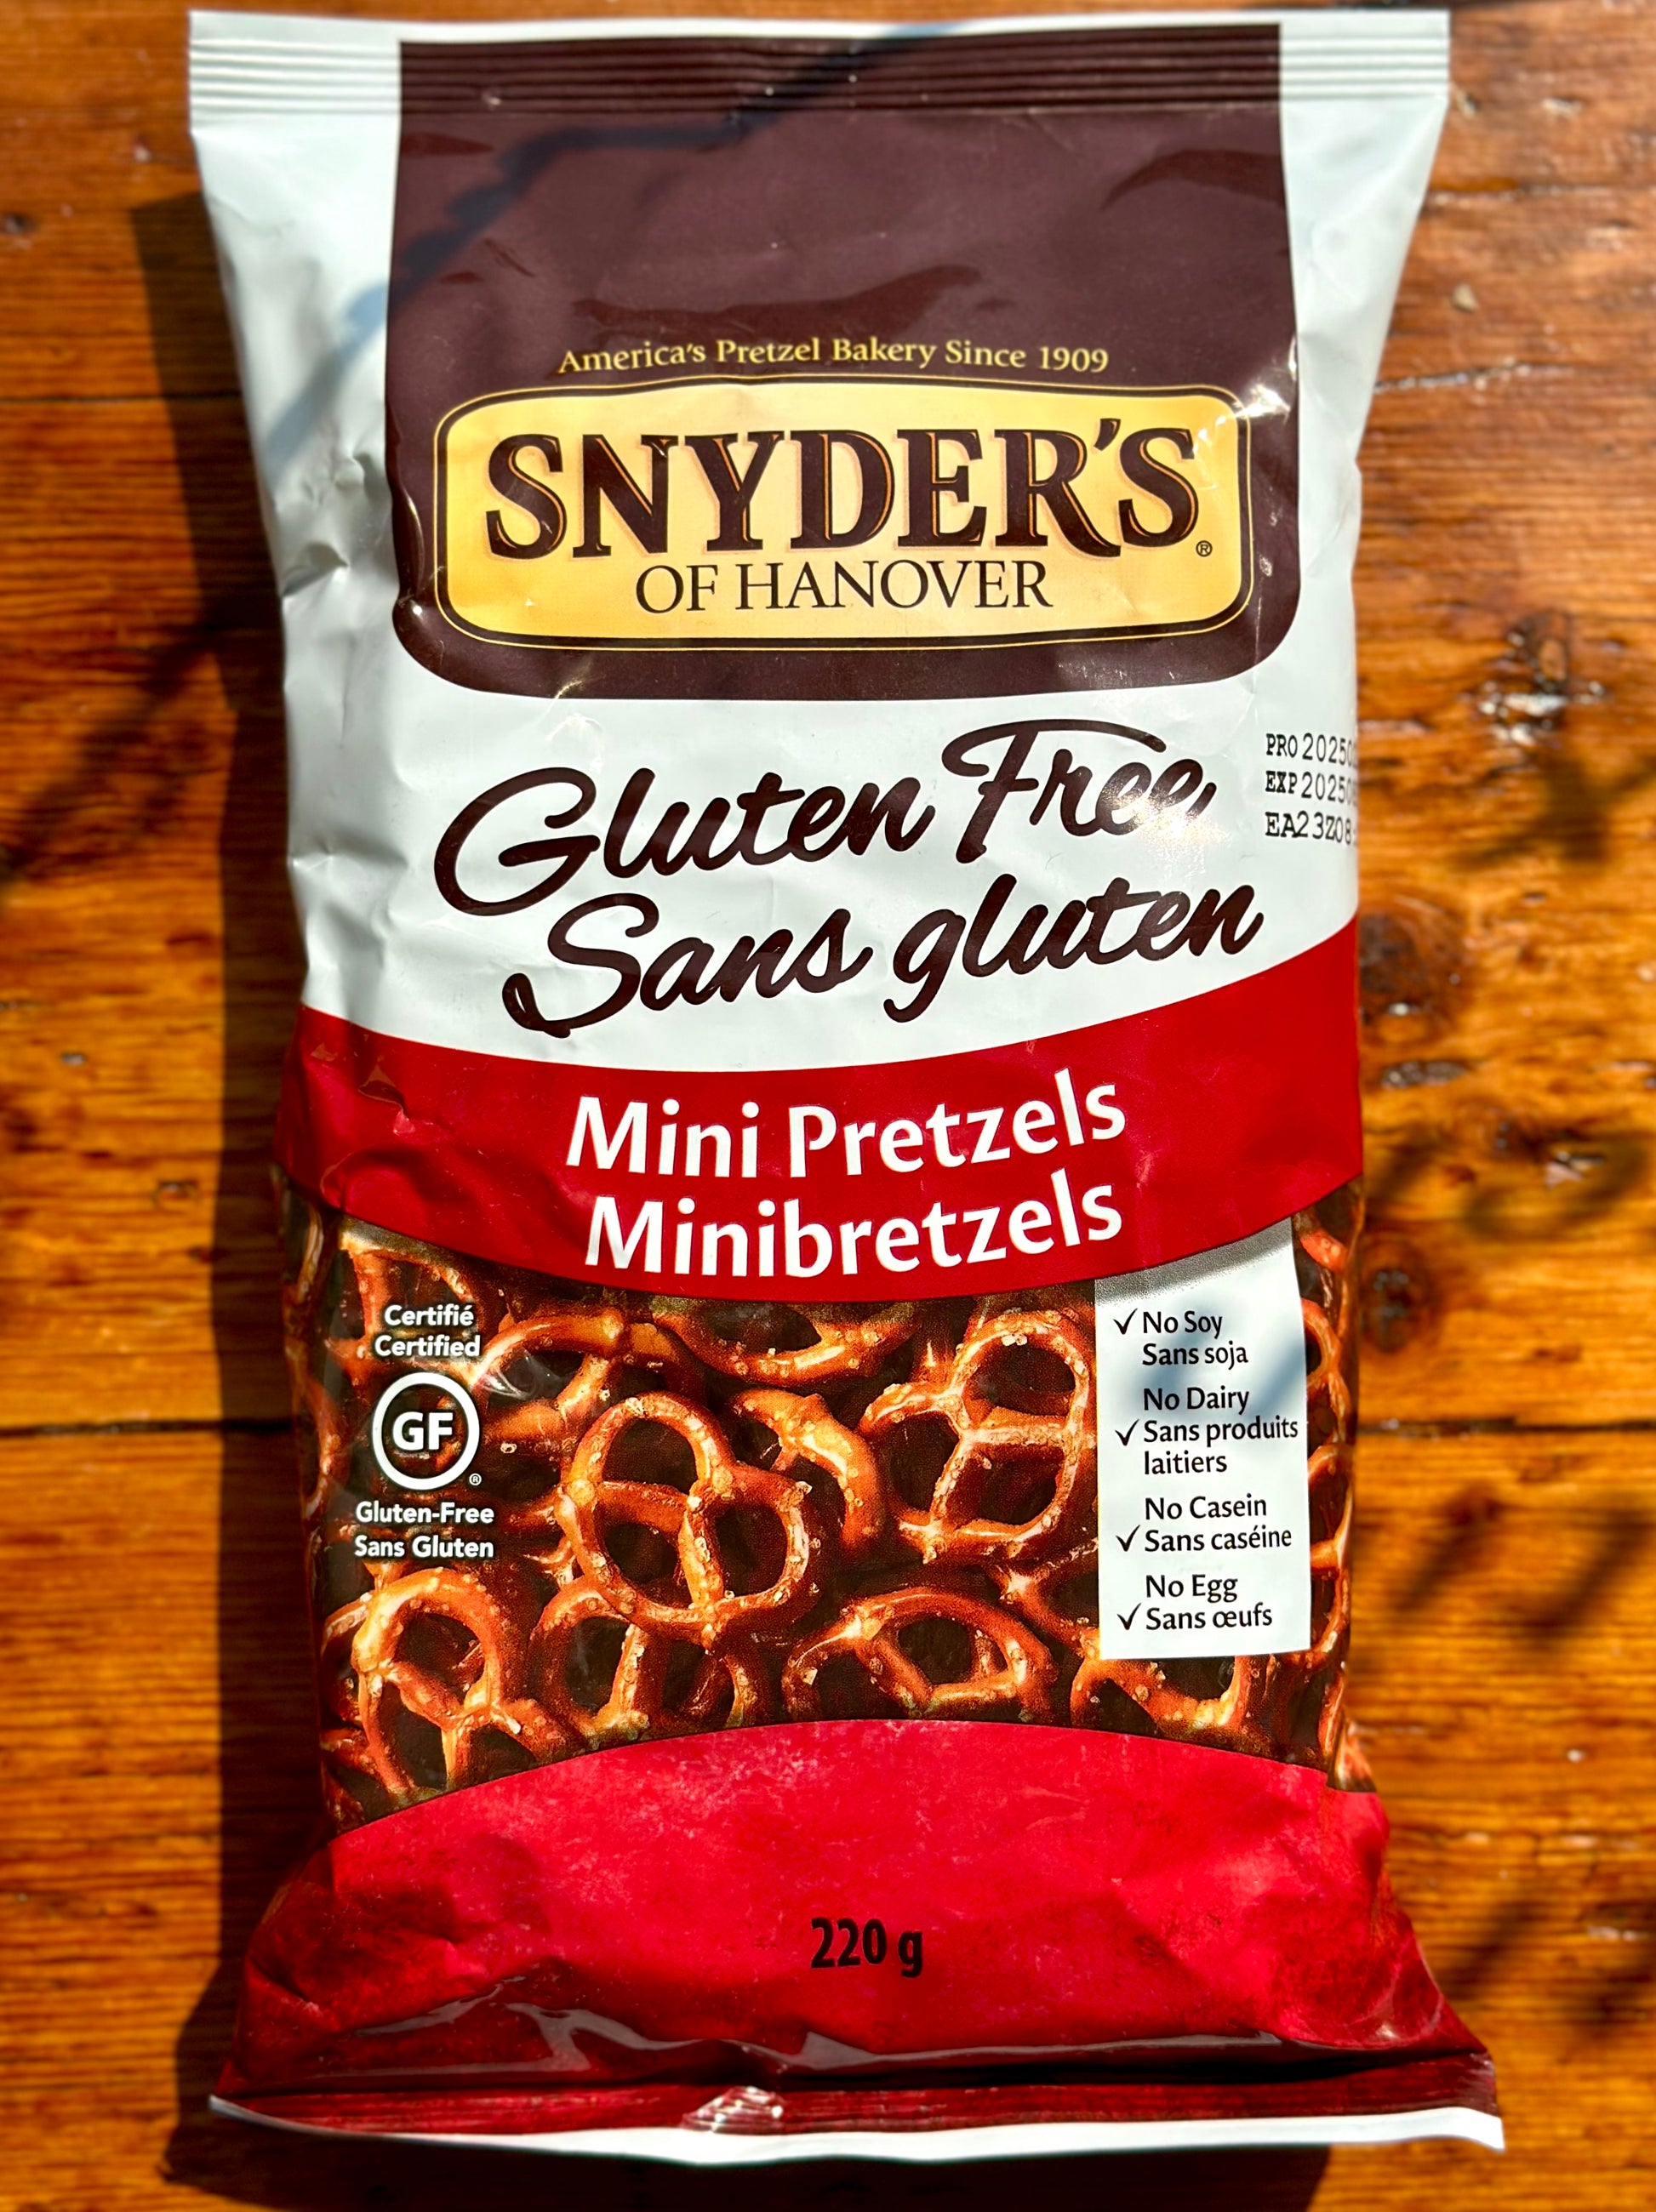 America's Pretzel Bakery Since 1909
SNYDER'S®
OF HANOVER
Gluten Free
Sans gluten
PRO
EXP
Mini Pretzels
Minibretzels
Certifié
Certified
GF®
Gluten-Free
Sans Gluten
✓ No Soy
Sans soja
No Dairy
✓ Sans produits
laitiers
No Casein
✓ Sans caséine
No Egg
✓ Sans œufs
220 g